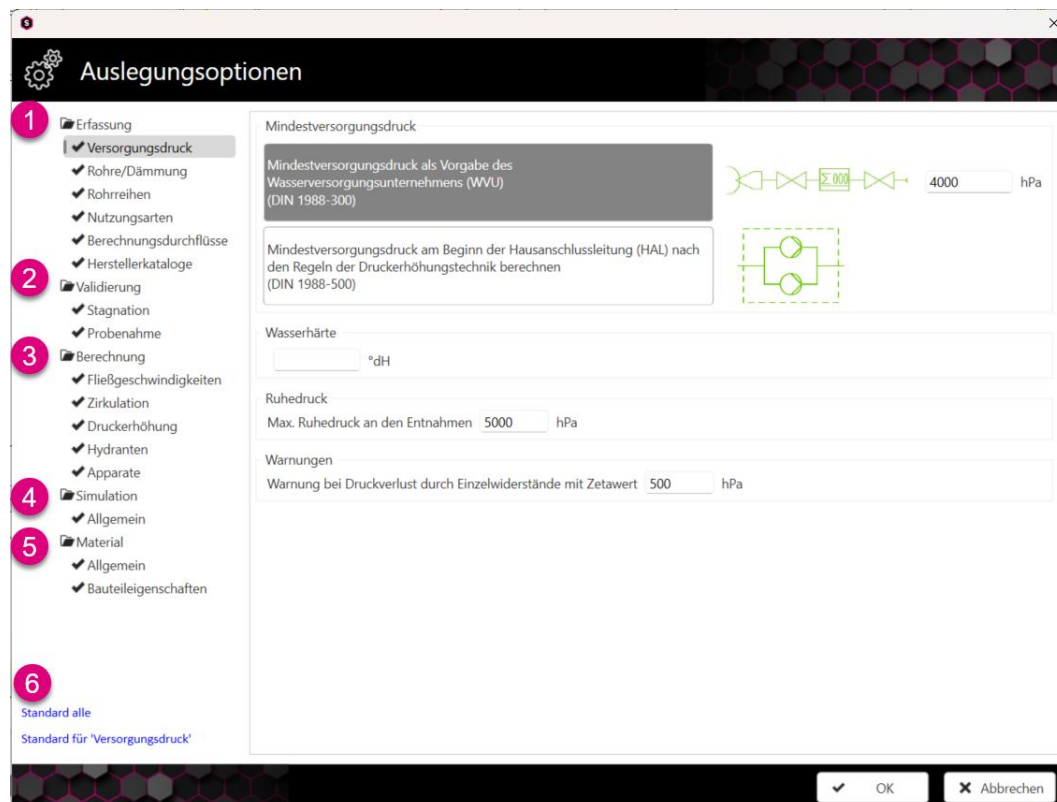 S
Auslegungsoptionen
1
Erfassung
Versorgungsdruck
Rohre/Dämmung
Rohrreihen
Nutzungsarten
Berechnungsdurchflüsse
Herstellerkataloge
2
Validierung
Stagnation
Probenahme
3
Berechnung
Fließgeschwindigkeiten
Zirkulation
Druckerhöhung
Hydranten
Apparate
4
Simulation
Allgemein
5
Material
Allgemein
Bauteileigenschaften
6
Standard alle
Standard für 'Versorgungsdruck'
Mindestversorgungsdruck
Mindestversorgungsdruck als Vorgabe des
Wasserversorgungsunternehmens (WVU)
(DIN 1988-300)
Σ 000
4000 hPa
Mindestversorgungsdruck am Beginn der Hausanschlussleitung (HAL) nach
den Regeln der Druckerhöhungstechnik berechnen
(DIN 1988-500)
Wasserhärte
°dH
Ruhedruck
Max. Ruhedruck an den Entnahmen 5000 hPa
Warnungen
Warnung bei Druckverlust durch Einzelwiderstände mit Zetawert 500 hPa
OK
Abbrechen